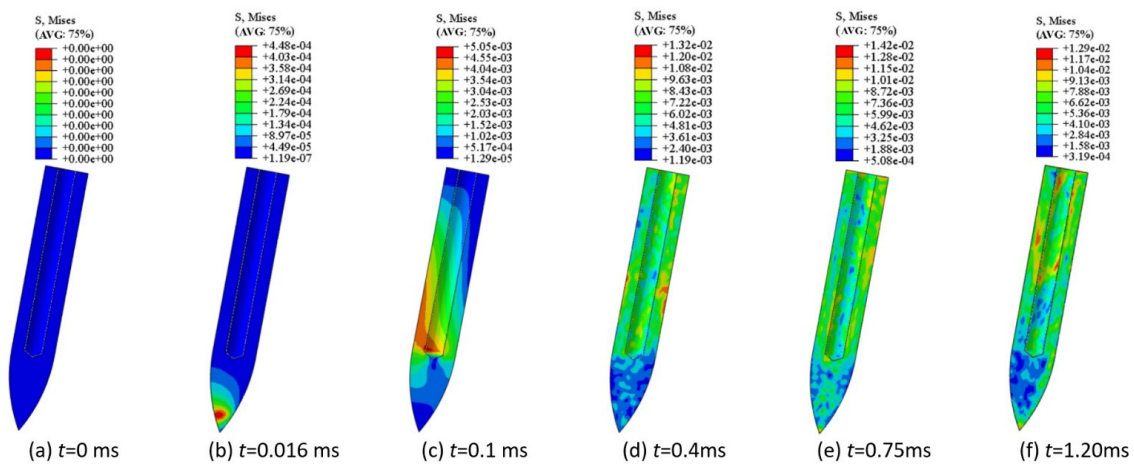 S, Mises
(AVG: 75%)
+0.00e+00
+0.00e+00
+0.00e+00
+0.00e+00
+0.00e+00
+0.00e+00
+0.00e+00
+0.00e+00
+0.00e+00
+0.00e+00
+0.00e+00
S, Mises
(AVG: 75%)
+4.48e-04
+4.03e-04
+3.58e-04
+3.14e-04
+2.69e-04
+2.24e-04
+1.79e-04
+1.34e-04
+8.97e-05
+4.49e-05
+1.19e-07
S, Mises
(AVG: 75%)
+5.05e-03
+4.55e-03
+4.04e-03
+3.54e-03
+3.04e-03
+2.53e-03
+2.03e-03
+1.52e-03
+1.02e-03
+5.17e-04
+1.29e-05
S, Mises
(AVG: 75%)
+1.32e-02
+1.20e-02
+1.08e-02
+9.63e-03
+8.43e-03
+7.22e-03
+6.02e-03
+4.81e-03
+3.61e-03
+2.40e-03
+1.19e-03
S, Mises
(AVG: 75%)
+1.42e-02
+1.28e-02
+1.15e-02
+1.01e-02
+8.72e-03
+7.36e-03
+5.99e-03
+4.62e-03
+3.25e-03
+1.88e-03
+5.08e-04
S, Mises
(AVG: 75%)
+1.29e-02
+1.17e-02
+1.04e-02
+9.13e-03
+7.88e-03
+6.62e-03
+5.36e-03
+4.10e-03
+2.84e-03
+1.58e-03
+3.19e-04
(a) t=0 ms
(b) t=0.016 ms
(c) t=0.1 ms
(d) t=0.4ms
(e) t=0.75ms
(f) t=1.20ms